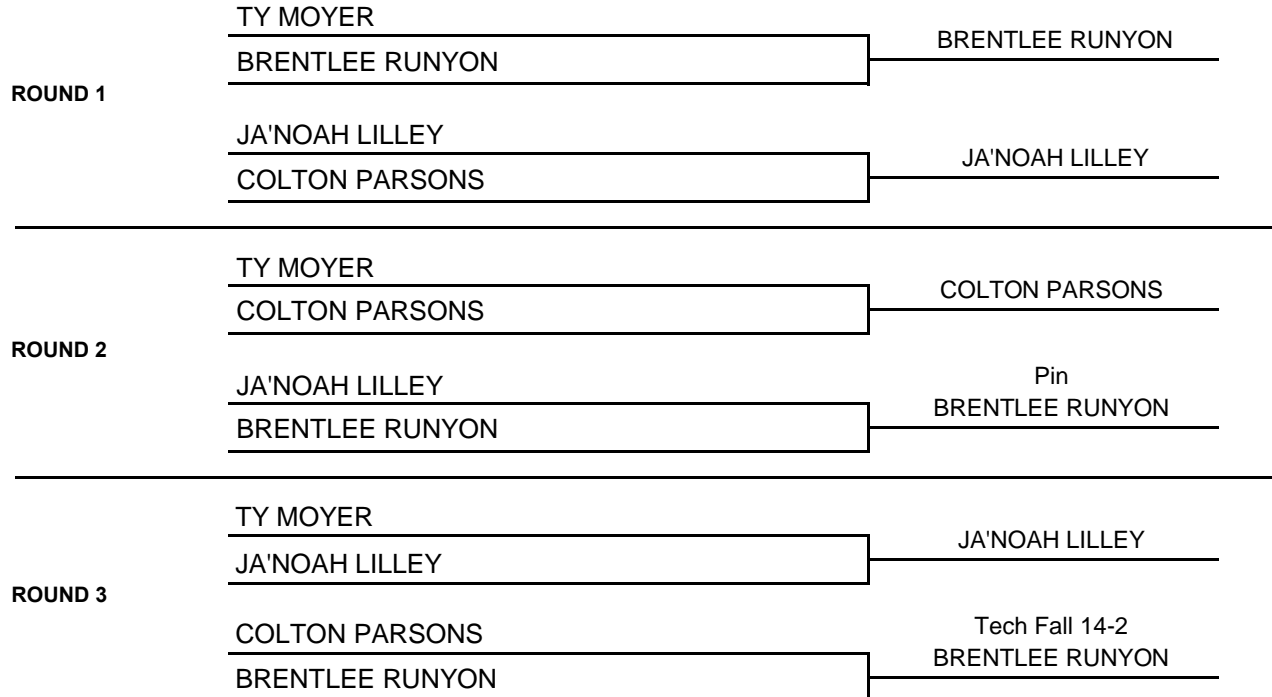 TY MOYER
BRENTLEE RUNYON
BRENTLEE RUNYON
ROUND 1
JA'NOAH LILLEY
JA'NOAH LILLEY
COLTON PARSONS
TY MOYER
COLTON PARSONS
COLTON PARSONS
ROUND 2
Pin
JA'NOAH LILLEY
BRENTLEE RUNYON
BRENTLEE RUNYON
TY MOYER
JA'NOAH LILLEY
JA'NOAH LILLEY
ROUND 3
Tech Fall 14-2
COLTON PARSONS
BRENTLEE RUNYON
BRENTLEE RUNYON